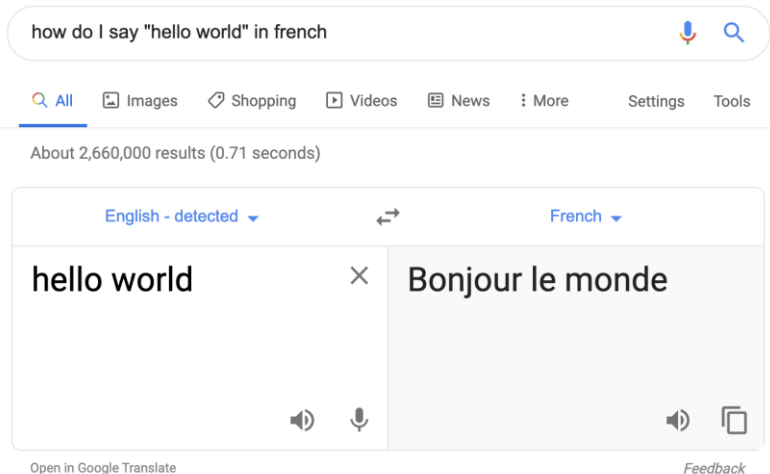 how do I say "hello world" in french
All Images Shopping Videos News More Settings Tools
About 2,660,000 results (0.71 seconds)
English - detected French
hello world Bonjour le monde
Open in Google Translate Feedback